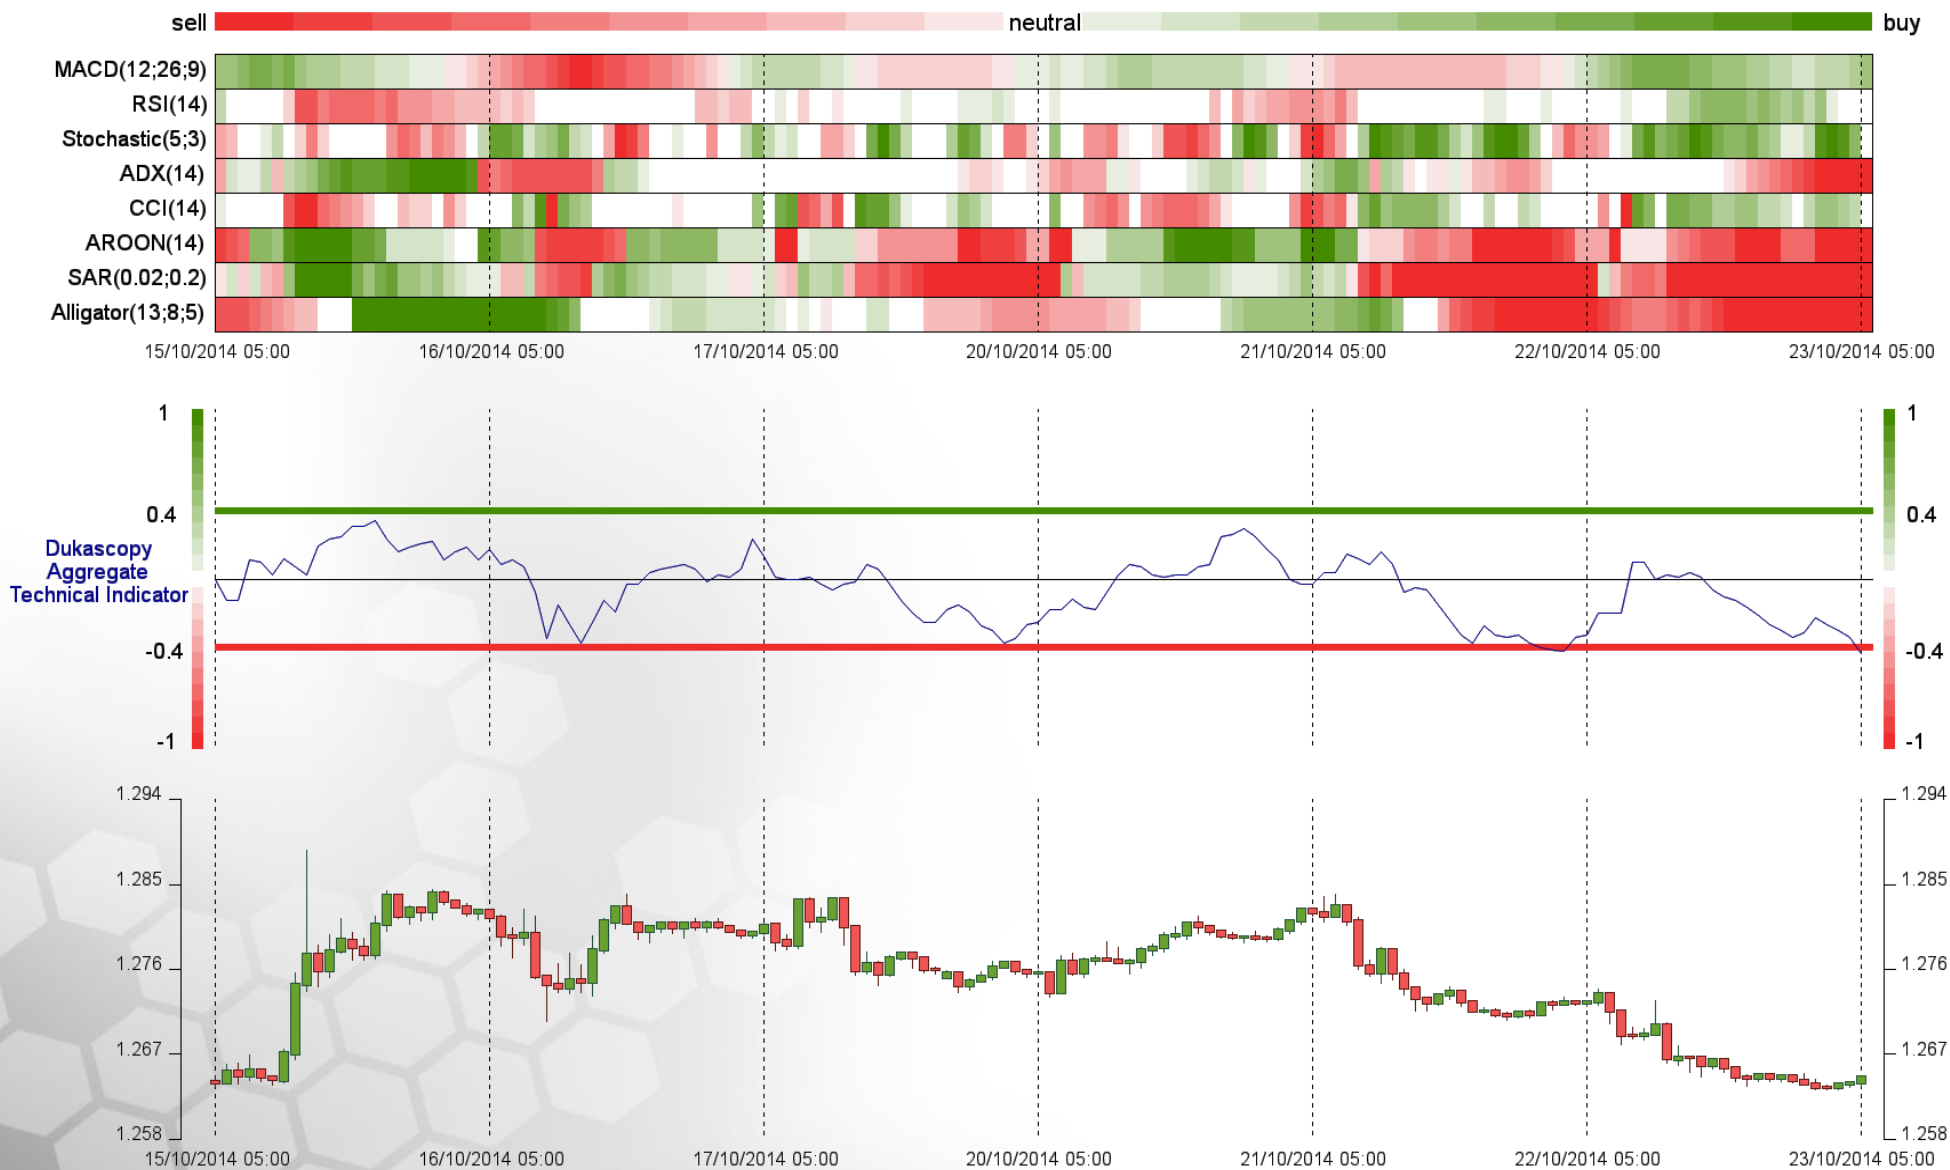 sell neutral buy
MACD(12;26;9)
RSI(14)
Stochastic(5;3)
ADX(14)
CCI(14)
AROON(14)
SAR(0.02;0.2)
Alligator(13;8;5)
15/10/2014 05:00 16/10/2014 05:00 17/10/2014 05:00 20/10/2014 05:00 21/10/2014 05:00 22/10/2014 05:00 23/10/2014 05:00
1 1
0.4 0.4
Dukascopy
Aggregate
Technical Indicator
-0.4 -0.4
-1 -1
1.294 1.294
1.285 1.285
1.276 1.276
1.267 1.267
1.258 1.258
15/10/2014 05:00 16/10/2014 05:00 17/10/2014 05:00 20/10/2014 05:00 21/10/2014 05:00 22/10/2014 05:00 23/10/2014 05:00